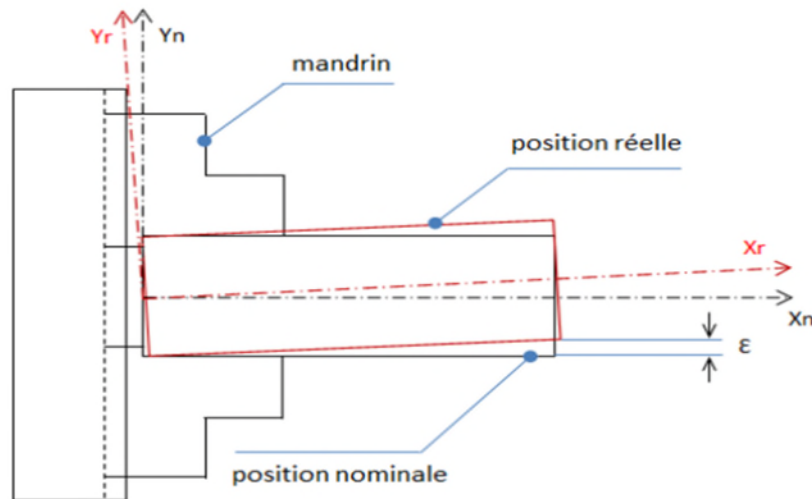 Yr
Yn
mandrin
position réelle
Xr
Xn
ε
position nominale